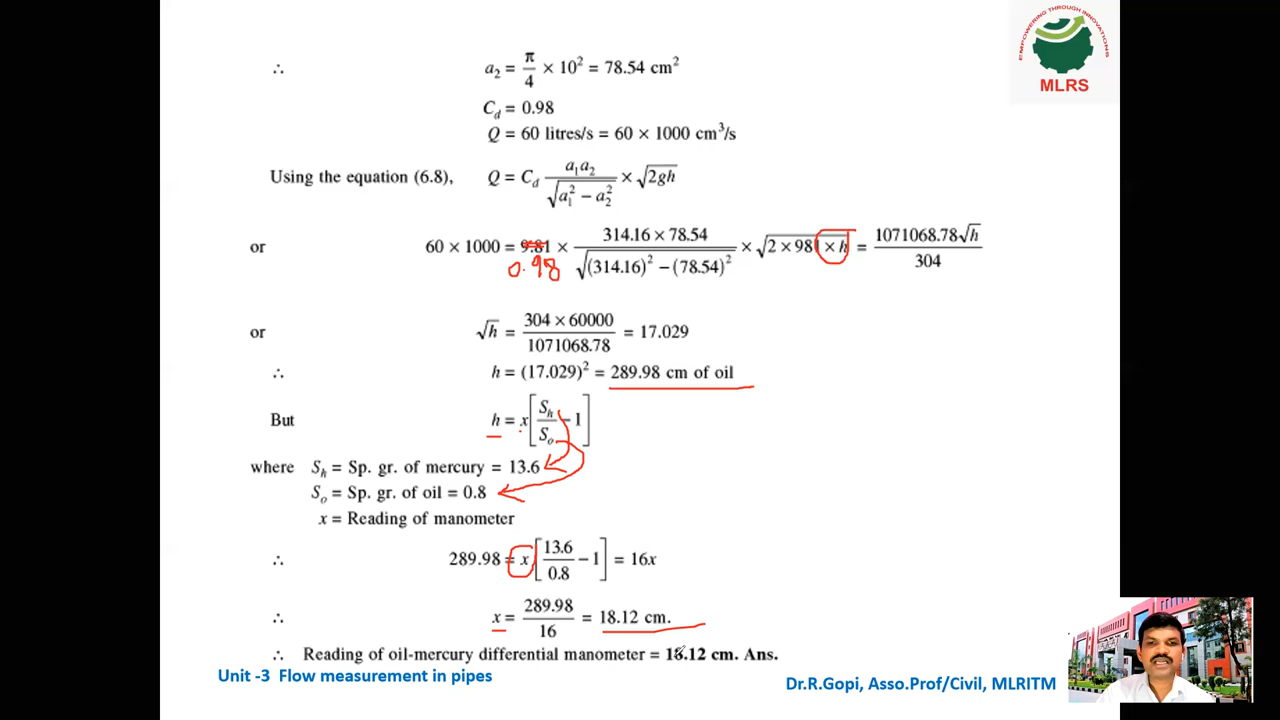 EMPOWERING THROUGH INNOVATIONS
MLRS
∴ a₂ = π/4 × 10² = 78.54 cm²
C_d = 0.98
Q = 60 litres/s = 60 × 1000 cm³/s
Using the equation (6.8), Q = C_d a₁a₂/√(a₁² − a₂²) × √2gh
or 60 × 1000 = 9.81 × 314.16 × 78.54/√((314.16)² − (78.54)²) × √(2 × 981 × h) = 1071068.78√h/304
0.98
or √h = 304 × 60000/1071068.78 = 17.029
∴ h = (17.029)² = 289.98 cm of oil
But h = x[S_h/S_o − 1]
where S_h = Sp. gr. of mercury = 13.6
S_o = Sp. gr. of oil = 0.8
x = Reading of manometer
∴ 289.98 = x[13.6/0.8 − 1] = 16x
∴ x = 289.98/16 = 18.12 cm.
∴ Reading of oil-mercury differential manometer = 18.12 cm. Ans.
Unit -3 Flow measurement in pipes
Dr.R.Gopi, Asso.Prof/Civil, MLRITM